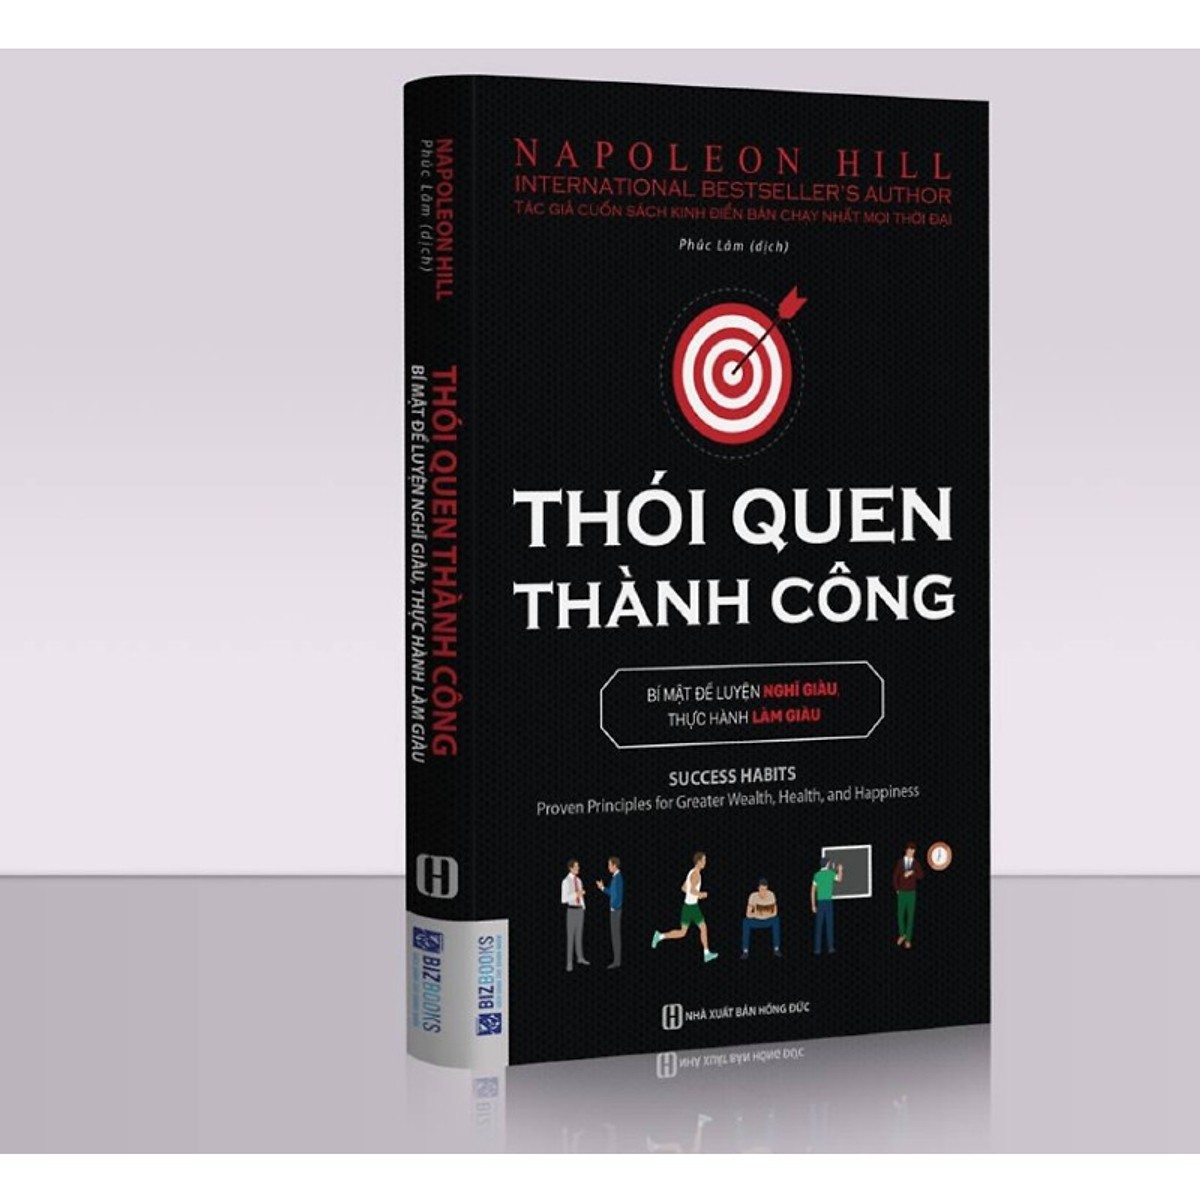 NAPOLEON HILL
INTERNATIONAL BESTSELLER'S AUTHOR
TÁC GIẢ CUỐN SÁCH KINH ĐIỂN BÁN CHẠY NHẤT MỌI THỜI ĐẠI
Phúc Lâm (dịch)
THÓI QUEN
THÀNH CÔNG
BÍ MẬT ĐỂ LUYỆN NGHĨ GIÀU,
THỰC HÀNH LÀM GIÀU
SUCCESS HABITS
Proven Principles for Greater Wealth, Health, and Happiness
NHÀ XUẤT BẢN HỒNG ĐỨC
NAPOLEON HILL
Phúc Lâm (dịch)
THÓI QUEN THÀNH CÔNG
BÍ MẬT ĐỂ LUYỆN NGHĨ GIÀU, THỰC HÀNH LÀM GIÀU
BIZBOOKS
BIZBOOKS